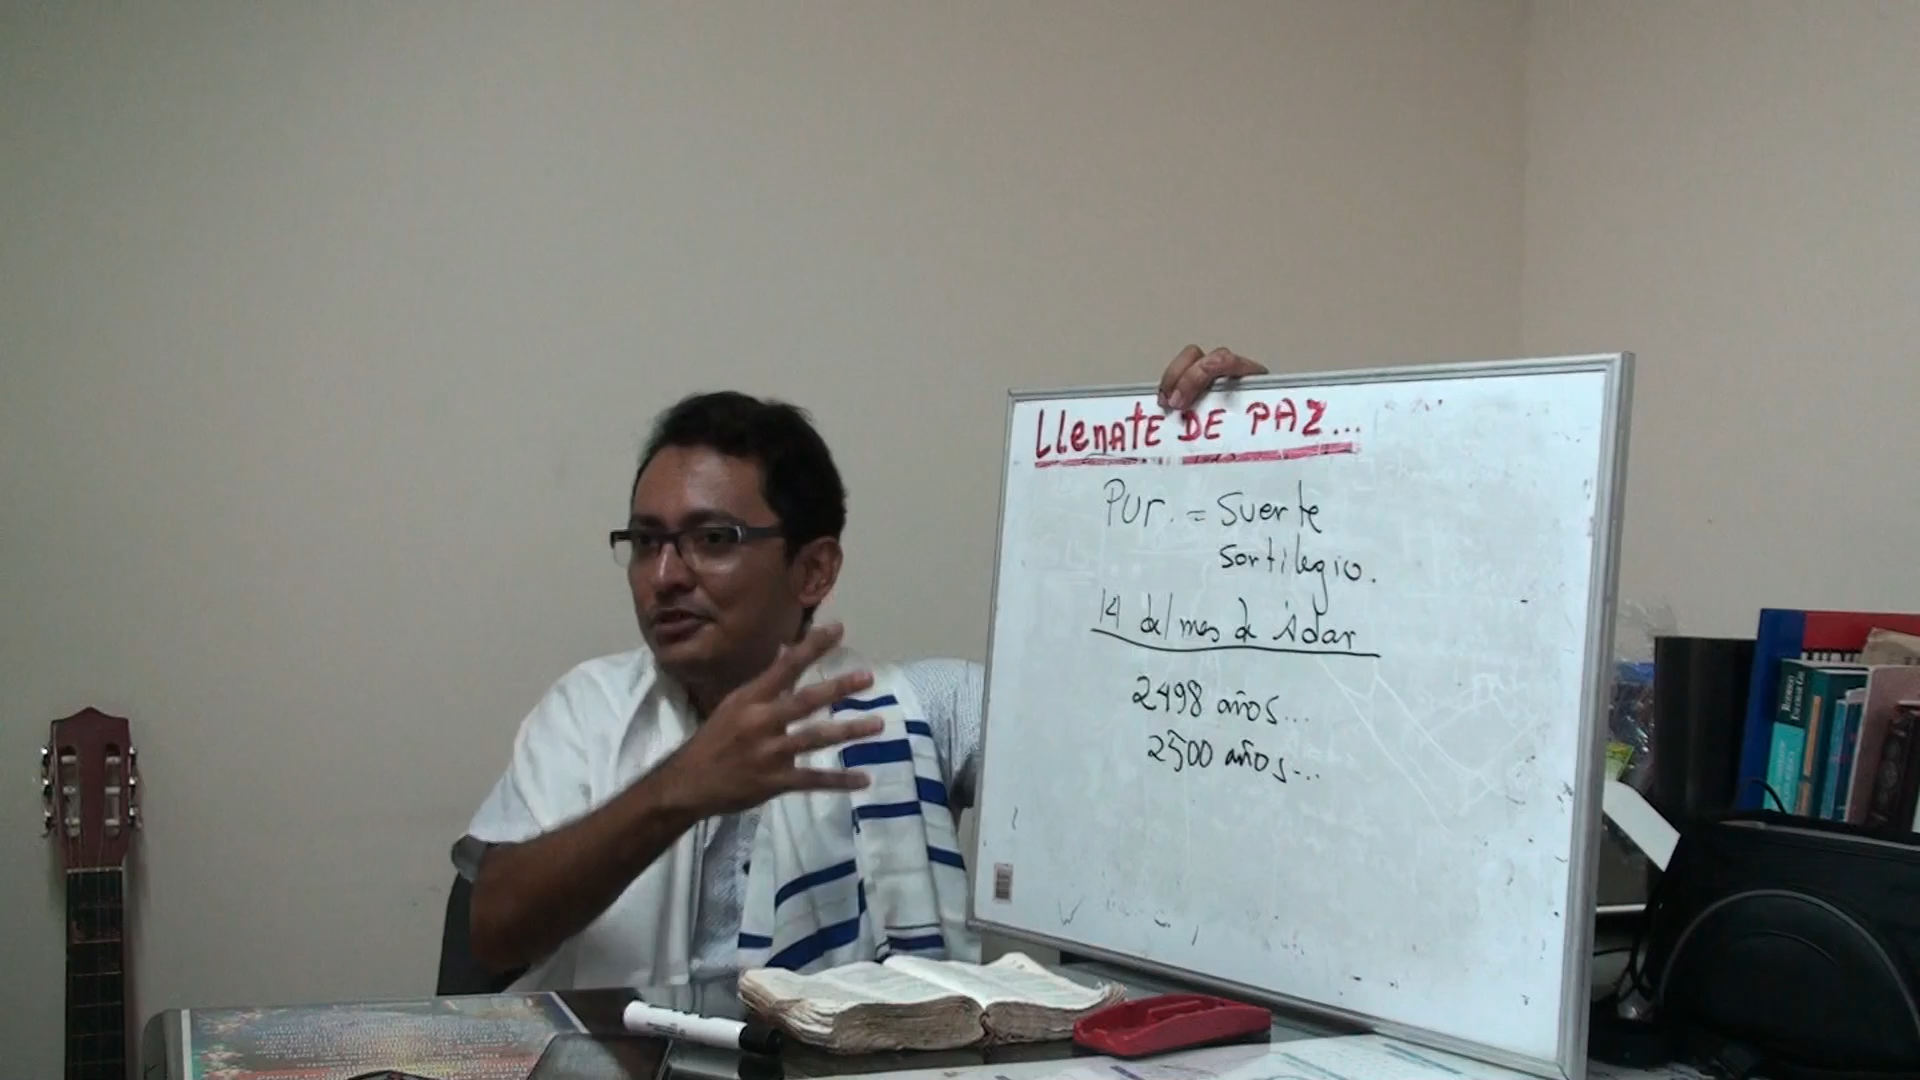 LLeNATE DE PAZ...
Pur. = Suerte
Sortilegio.
14 del mes de Adar
2498 años...
2500 años...